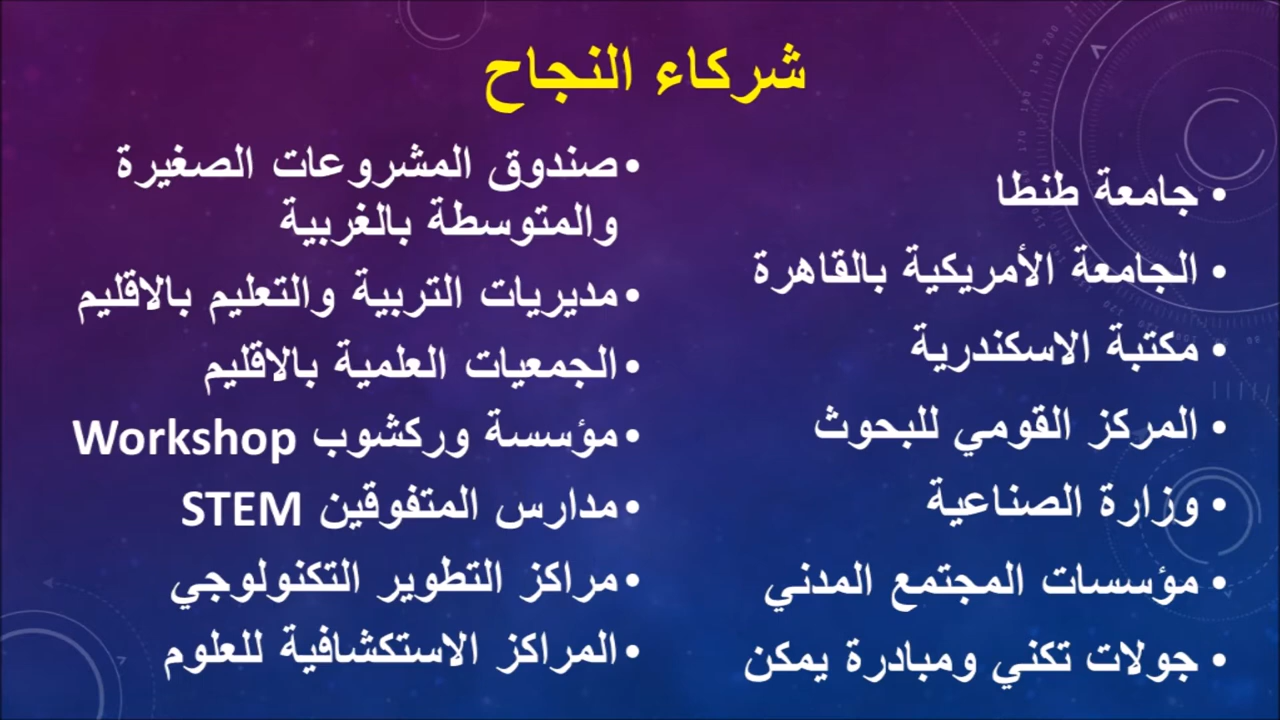 شركاء النجاح
• جامعة طنطا
• الجامعة الأمريكية بالقاهرة
• مكتبة الاسكندرية
• المركز القومي للبحوث
• وزارة الصناعية
• مؤسسات المجتمع المدني
• جولات تكني ومبادرة يمكن
• صندوق المشروعات الصغيرة
والمتوسطة بالغربية
• مديريات التربية والتعليم بالاقليم
• الجمعيات العلمية بالاقليم
• مؤسسة وركشوب Workshop
• مدارس المتفوقين STEM
• مراكز التطوير التكنولوجي
• المراكز الاستكشافية للعلوم